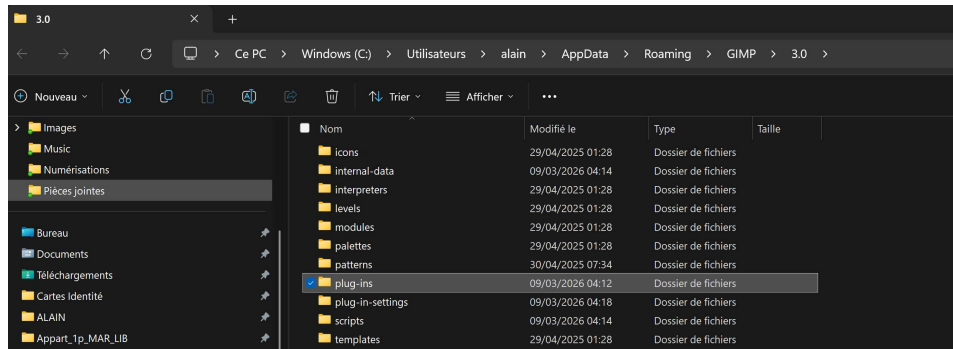 3.0
Ce PC > Windows (C:) > Utilisateurs > alain > AppData > Roaming > GIMP > 3.0 >
Nouveau Trier Afficher
Images
Music
Numérisations
Pièces jointes
Bureau
Documents
Téléchargements
Cartes Identité
ALAIN
Appart_1p_MAR_LIB
Nom Modifié le Type Taille
icons 29/04/2025 01:28 Dossier de fichiers
internal-data 09/03/2026 04:14 Dossier de fichiers
interpreters 29/04/2025 01:28 Dossier de fichiers
levels 29/04/2025 01:28 Dossier de fichiers
modules 29/04/2025 01:28 Dossier de fichiers
palettes 29/04/2025 01:28 Dossier de fichiers
patterns 30/04/2025 07:34 Dossier de fichiers
plug-ins 09/03/2026 04:12 Dossier de fichiers
plug-in-settings 09/03/2026 04:18 Dossier de fichiers
scripts 09/03/2026 04:14 Dossier de fichiers
templates 29/04/2025 01:28 Dossier de fichiers